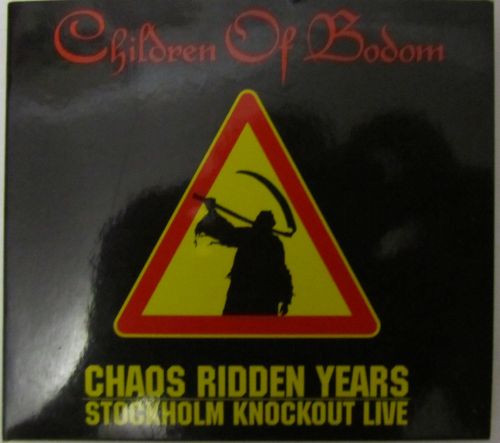 Children Of Bodom
CHAOS RIDDEN YEARS
STOCKHOLM KNOCKOUT LIVE